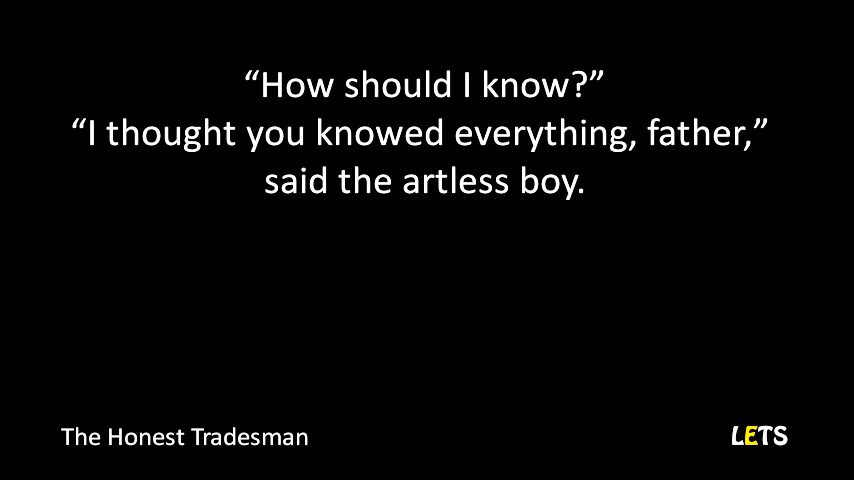 “How should I know?”
“I thought you knowed everything, father,”
said the artless boy.
The Honest Tradesman
LETS